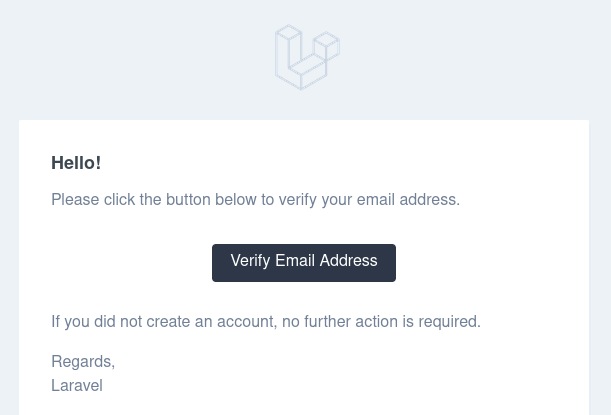 Hello!
Please click the button below to verify your email address.
Verify Email Address
If you did not create an account, no further action is required.
Regards,
Laravel